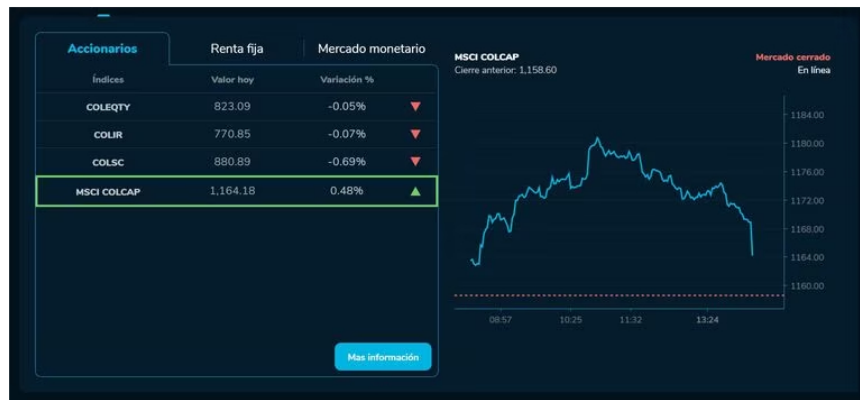 Accionarios Renta fija Mercado monetario
Índices Valor hoy Variación %
COLEQTY 823.09 -0.05%
COLIR 770.85 -0.07%
COLSC 880.89 -0.69%
MSCI COLCAP 1,164.18 0.48%
Mas información
MSCI COLCAP Mercado cerrado
Cierre anterior: 1,158.60 En línea
1184.00
1180.00
1176.00
1172.00
1168.00
1164.00
1160.00
08:57 10:25 11:32 13:24